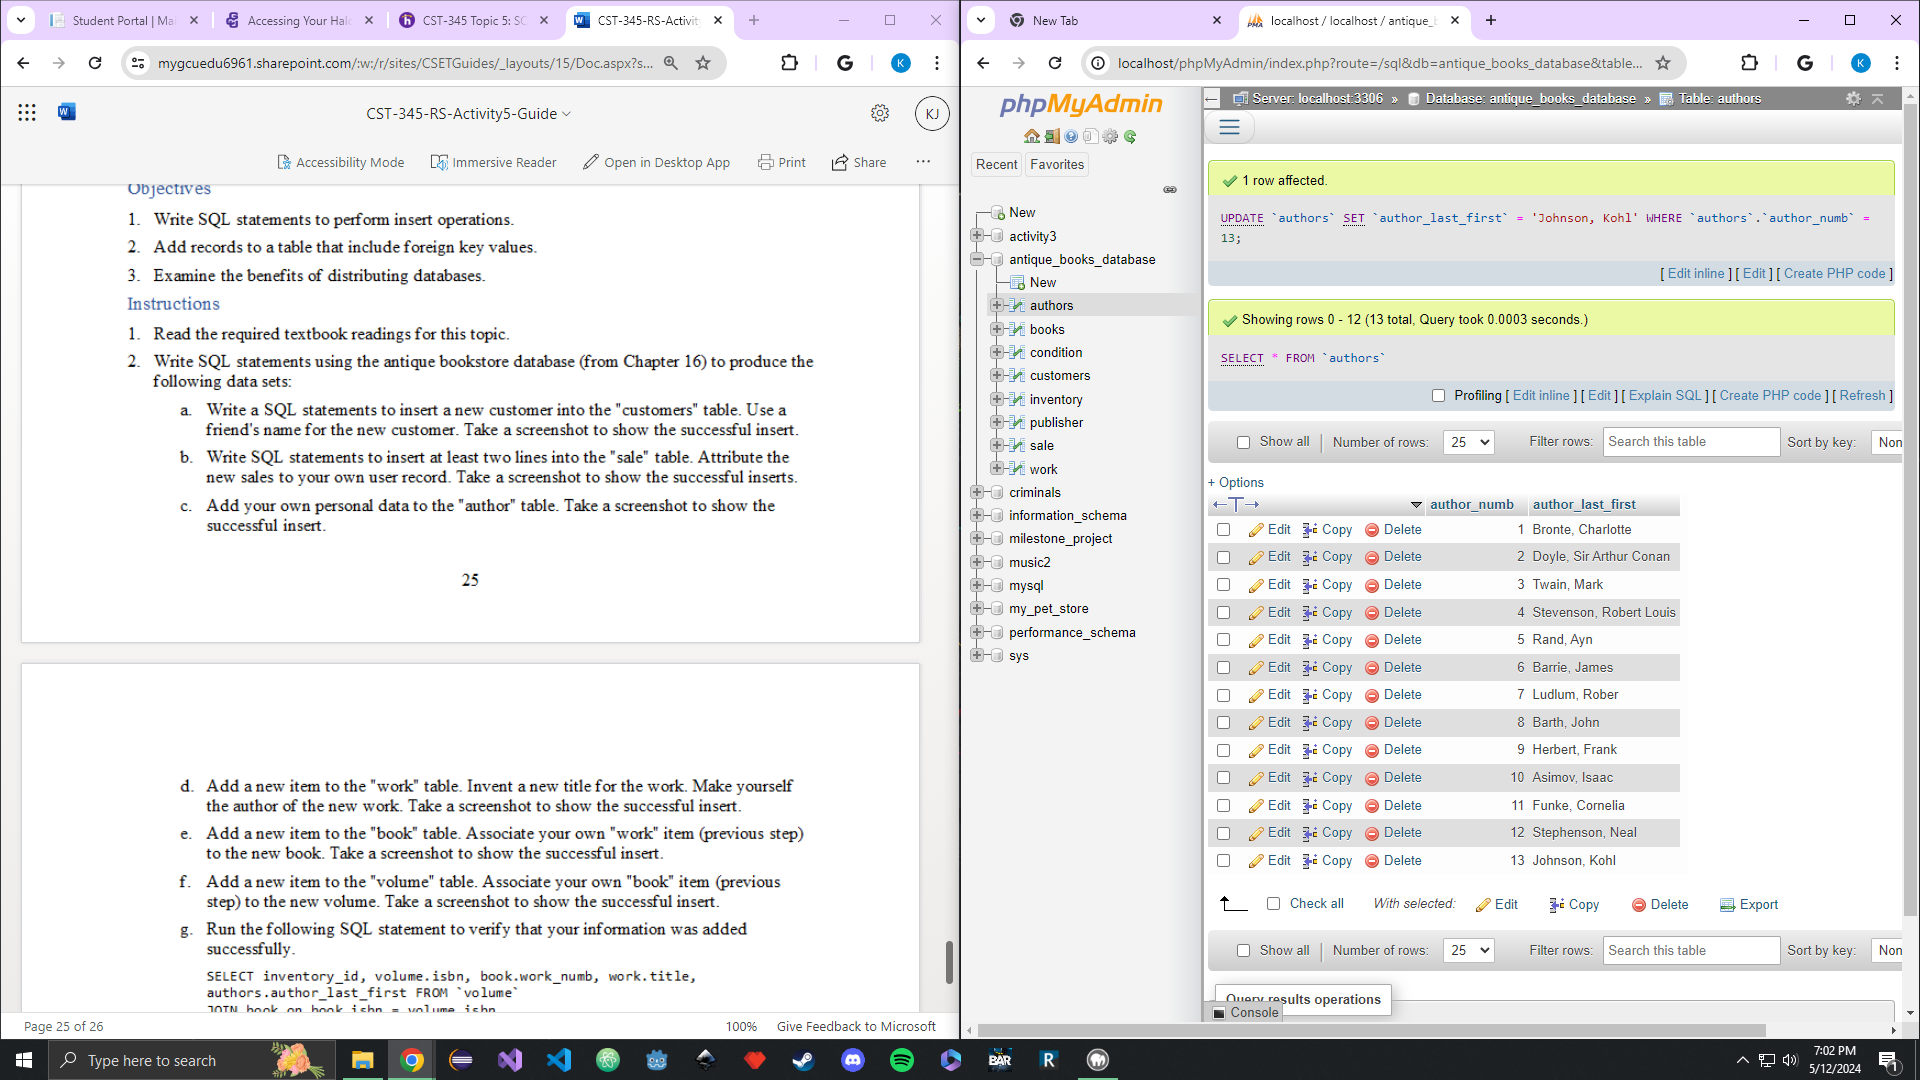 Student Portal | Ma
Accessing Your Halo
CST-345 Topic 5: SC
CST-345-RS-Activity
mygcuedu6961.sharepoint.com/:w:/r/sites/CSETGuides/_layouts/15/Doc.aspx?s...
K
CST-345-RS-Activity5-Guide
KJ
Accessibility Mode
Immersive Reader
Open in Desktop App
Print
Share
Objectives
1. Write SQL statements to perform insert operations.
2. Add records to a table that include foreign key values.
3. Examine the benefits of distributing databases.
Instructions
1. Read the required textbook readings for this topic.
2. Write SQL statements using the antique bookstore database (from Chapter 16) to produce the
following data sets:
a. Write a SQL statements to insert a new customer into the "customers" table. Use a
friend's name for the new customer. Take a screenshot to show the successful insert.
b. Write SQL statements to insert at least two lines into the "sale" table. Attribute the
new sales to your own user record. Take a screenshot to show the successful inserts.
c. Add your own personal data to the "author" table. Take a screenshot to show the
successful insert.
25
d. Add a new item to the "work" table. Invent a new title for the work. Make yourself
the author of the new work. Take a screenshot to show the successful insert.
e. Add a new item to the "book" table. Associate your own "work" item (previous step)
to the new book. Take a screenshot to show the successful insert.
f. Add a new item to the "volume" table. Associate your own "book" item (previous
step) to the new volume. Take a screenshot to show the successful insert.
g. Run the following SQL statement to verify that your information was added
successfully.
SELECT inventory_id, volume.isbn, book.work_numb, work.title,
authors.author_last_first FROM `volume`
JOIN book on book.isbn = volume.isbn
Page 25 of 26
100%
Give Feedback to Microsoft
New Tab
localhost / localhost / antique_b
localhost/phpMyAdmin/index.php?route=/sql&db=antique_books_database&table...
K
phpMyAdmin
Recent
Favorites
New
activity3
antique_books_database
New
authors
books
condition
customers
inventory
publisher
sale
work
criminals
information_schema
milestone_project
music2
mysql
my_pet_store
performance_schema
sys
Server: localhost:3306 » Database: antique_books_database » Table: authors
1 row affected.
UPDATE `authors` SET `author_last_first` = 'Johnson, Kohl' WHERE `authors`.`author_numb` =
13;
[ Edit inline ] [ Edit ] [ Create PHP code ]
Showing rows 0 - 12 (13 total, Query took 0.0003 seconds.)
SELECT * FROM `authors`
Profiling [ Edit inline ] [ Edit ] [ Explain SQL ] [ Create PHP code ] [ Refresh ]
Show all | Number of rows: 25 Filter rows: Search this table Sort by key: Non
+ Options
author_numb author_last_first
Edit Copy Delete 1 Bronte, Charlotte
Edit Copy Delete 2 Doyle, Sir Arthur Conan
Edit Copy Delete 3 Twain, Mark
Edit Copy Delete 4 Stevenson, Robert Louis
Edit Copy Delete 5 Rand, Ayn
Edit Copy Delete 6 Barrie, James
Edit Copy Delete 7 Ludlum, Rober
Edit Copy Delete 8 Barth, John
Edit Copy Delete 9 Herbert, Frank
Edit Copy Delete 10 Asimov, Isaac
Edit Copy Delete 11 Funke, Cornelia
Edit Copy Delete 12 Stephenson, Neal
Edit Copy Delete 13 Johnson, Kohl
Check all With selected: Edit Copy Delete Export
Show all | Number of rows: 25 Filter rows: Search this table Sort by key: Non
Query results operations
Console
Type here to search
BAR
R
7:02 PM
5/12/2024
1